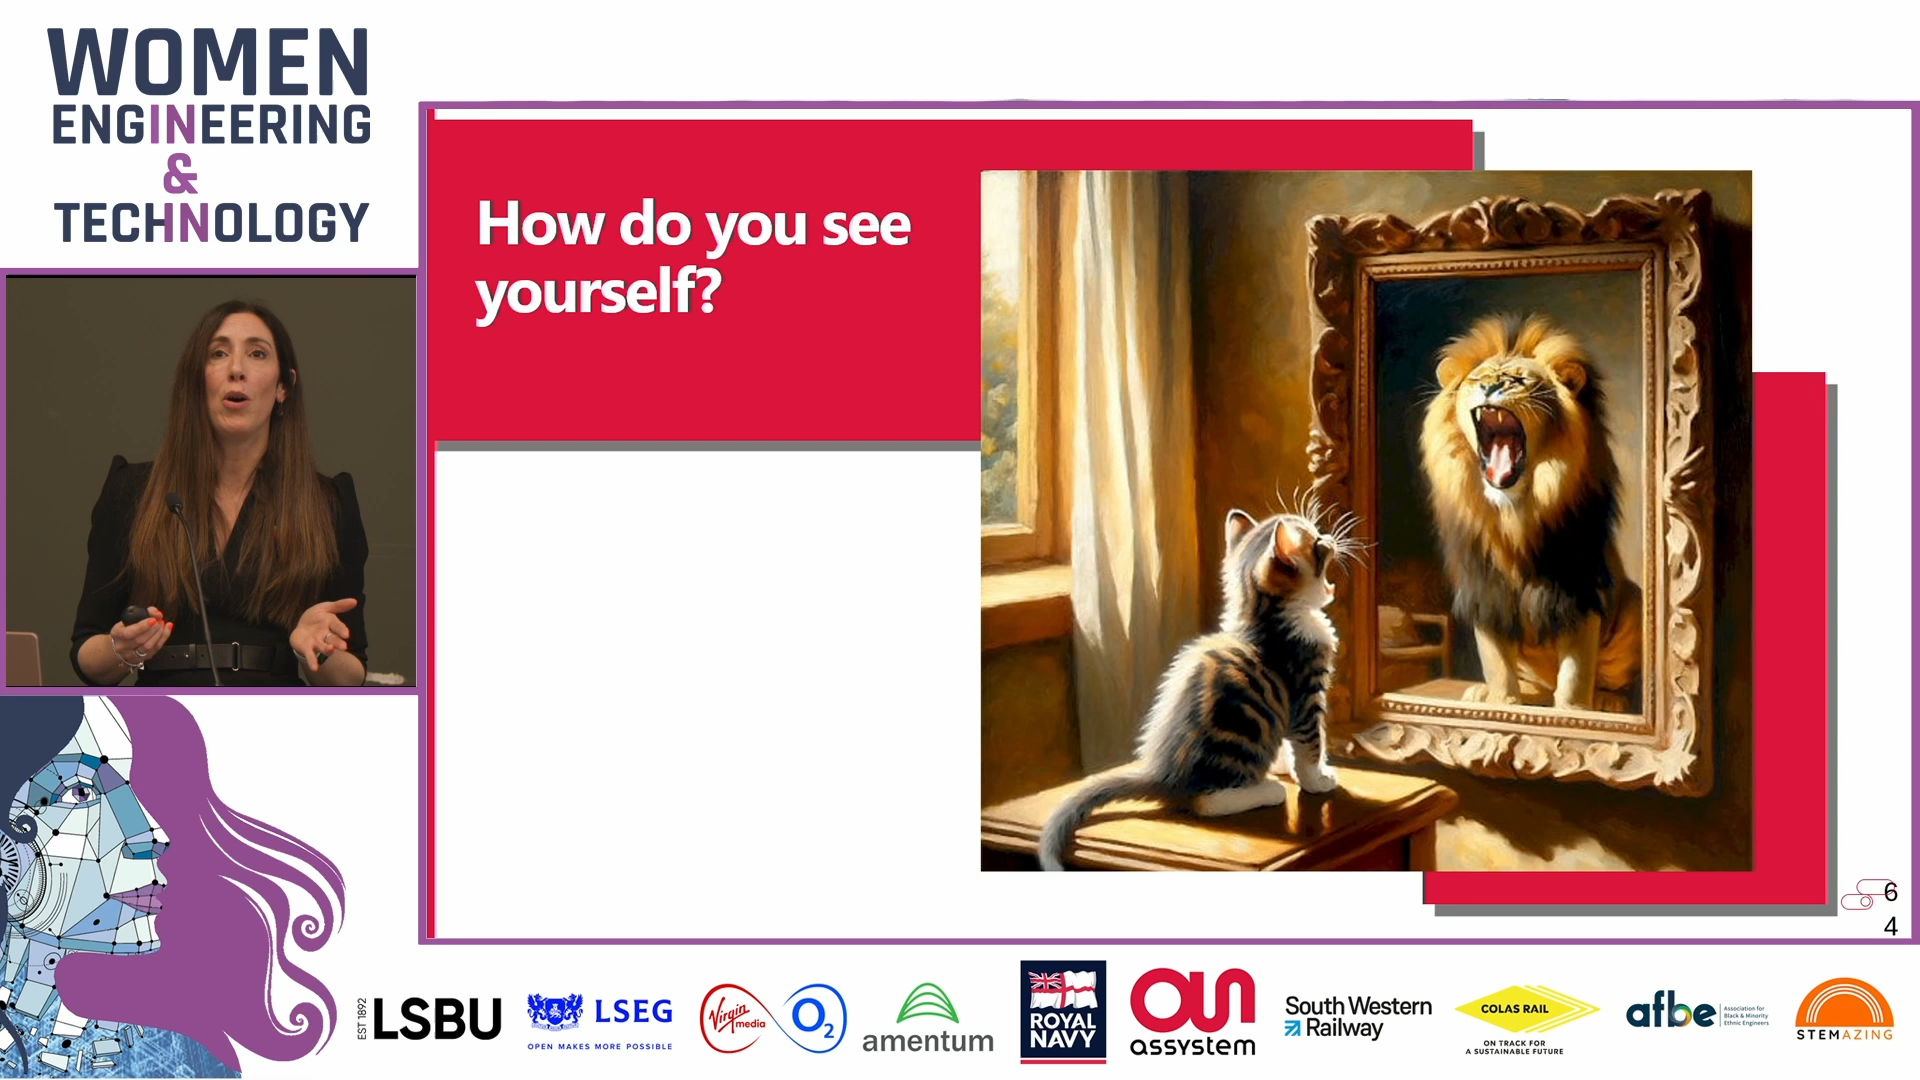 WOMEN
ENGINEERING
&
TECHNOLOGY
How do you see
yourself?
6
4
EST 1892
LSBU
LSEG
OPEN MAKES MORE POSSIBLE
Virgin
media
O2
amentum
ROYAL
NAVY
assystem
South Western
Railway
COLAS RAIL
ON TRACK FOR
A SUSTAINABLE FUTURE
afbe
Association for
Black & Minority
Ethnic Engineers
STEMAZING